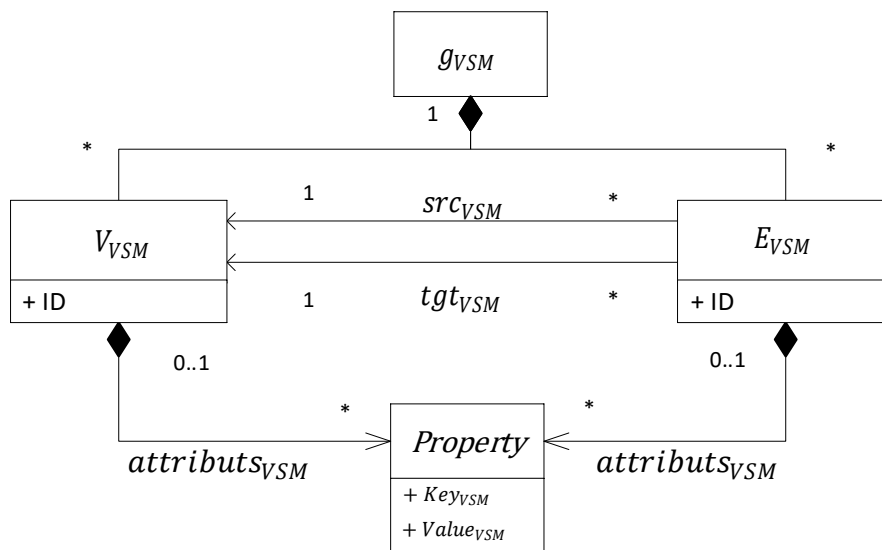 g_VSM
1
* *
1 src_VSM *
V_VSM E_VSM
+ ID + ID
1 tgt_VSM *
0..1 0..1
* *
attributs_VSM Property attributs_VSM
+ Key_VSM
+ Value_VSM